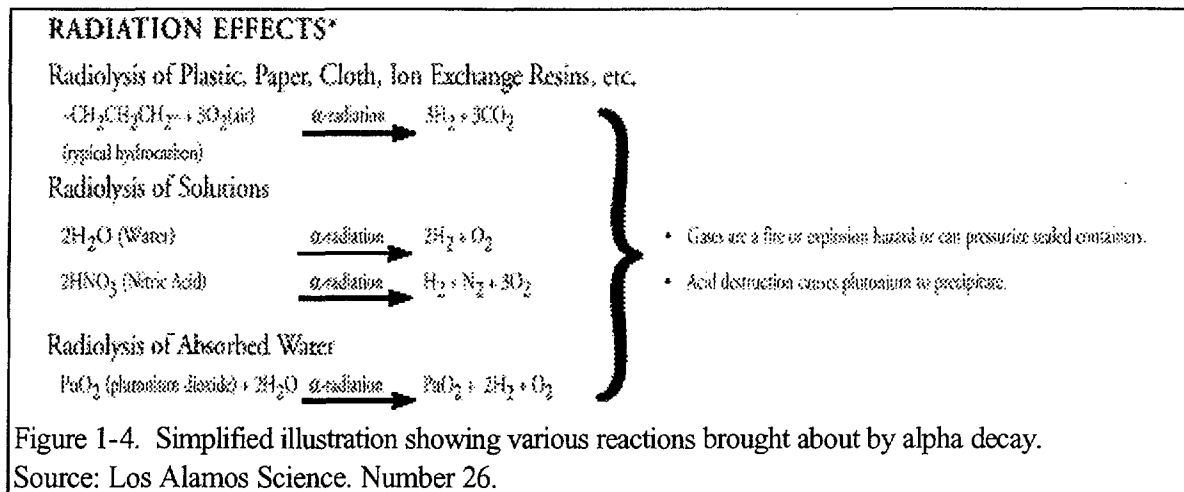 RADIATION EFFECTS*
Radiolysis of Plastic, Paper, Cloth, Ion Exchange Resins, etc.
-CH₂CH₂CH₂- + 3O₂(air) α-radiation 3H₂ + 3CO₂
(typical hydrocarbon)
Radiolysis of Solutions
2H₂O (Water) α-radiation 2H₂ + O₂
• Gases are a fire or explosion hazard or can pressurize sealed containers.
2HNO₃ (Nitric Acid) α-radiation H₂ + N₂ + 3O₂
• Acid destruction causes plutonium to precipitate.
Radiolysis of Absorbed Water
PuO₂ (plutonium dioxide) + 2H₂O α-radiation PuO₂ + 2H₂ + O₂
Figure 1-4. Simplified illustration showing various reactions brought about by alpha decay.
Source: Los Alamos Science. Number 26.